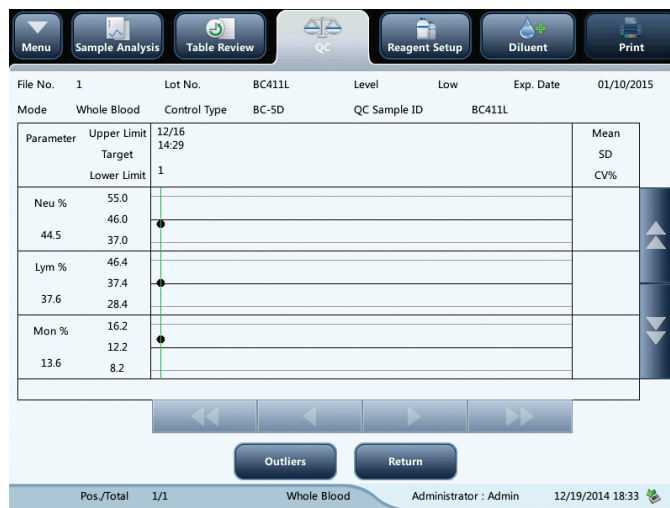 Menu
Sample Analysis
Table Review
QC
Reagent Setup
Diluent
Print
File No. 1 Lot No. BC411L Level Low Exp. Date 01/10/2015
Mode Whole Blood Control Type BC-5D QC Sample ID BC411L
Parameter Upper Limit 12/16 Mean
14:29
Target SD
Lower Limit 1 CV%
Neu % 55.0
46.0
44.5 37.0
Lym % 46.4
37.4
37.6 28.4
Mon % 16.2
12.2
13.6 8.2
Outliers Return
Pos./Total 1/1 Whole Blood Administrator : Admin 12/19/2014 18:33